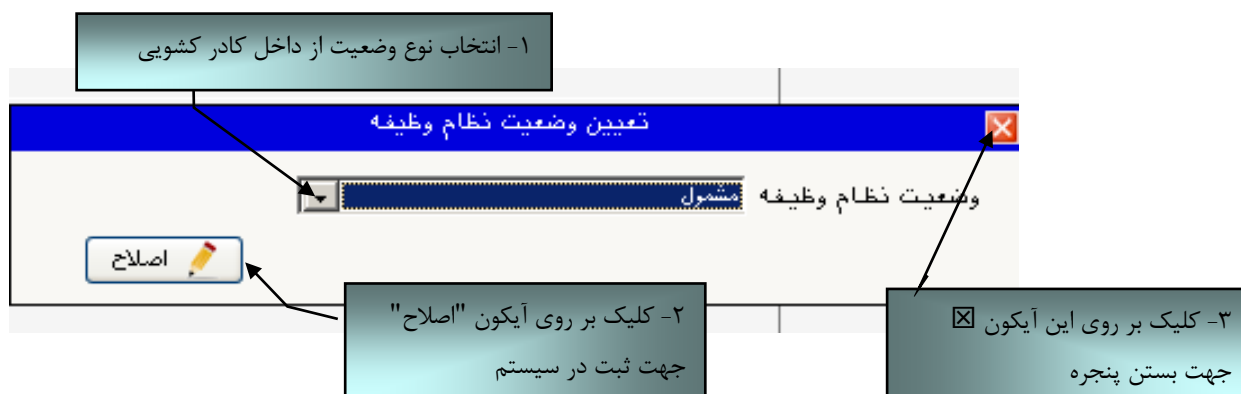 ۱- انتخاب نوع وضعیت از داخل کادر کشویی
تعیین وضعیت نظام وظیفه
وضعیت نظام وظیفه مشمول
اصلاح
۲- کلیک بر روی آیکون "اصلاح"
جهت ثبت در سیستم
۳- کلیک بر روی این آیکون ☒
جهت بستن پنجره